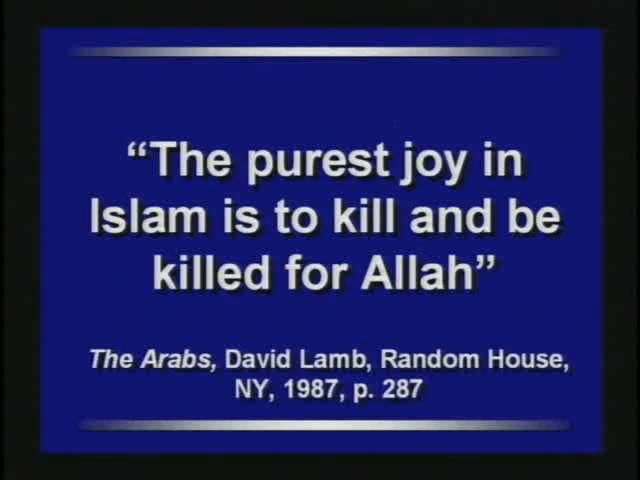 “The purest joy in
Islam is to kill and be
killed for Allah”
The Arabs, David Lamb, Random House,
NY, 1987, p. 287